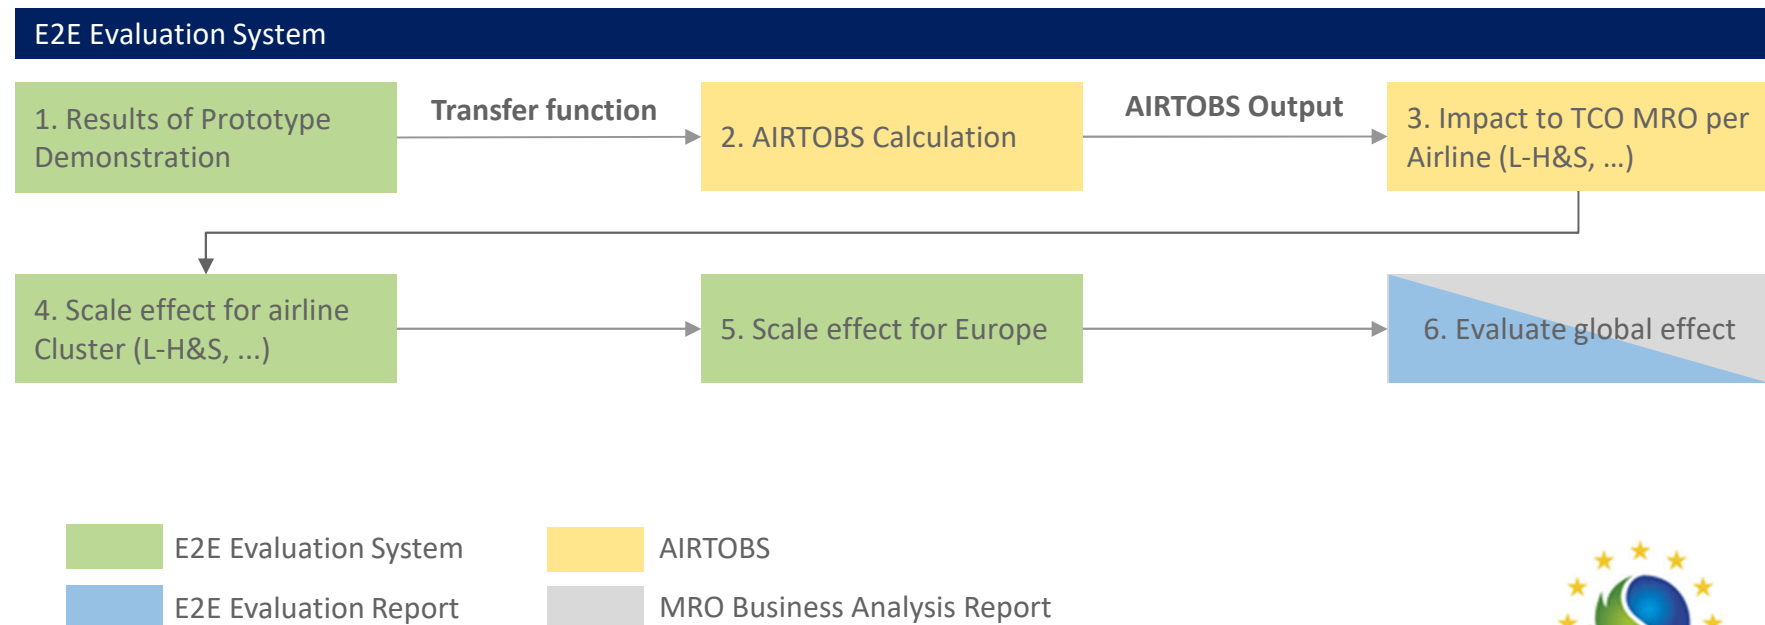 E2E Evaluation System
1. Results of Prototype
Demonstration
Transfer function
2. AIRTOBS Calculation
AIRTOBS Output
3. Impact to TCO MRO per
Airline (L-H&S, …)
4. Scale effect for airline
Cluster (L-H&S, ...)
5. Scale effect for Europe
6. Evaluate global effect
E2E Evaluation System
AIRTOBS
E2E Evaluation Report
MRO Business Analysis Report